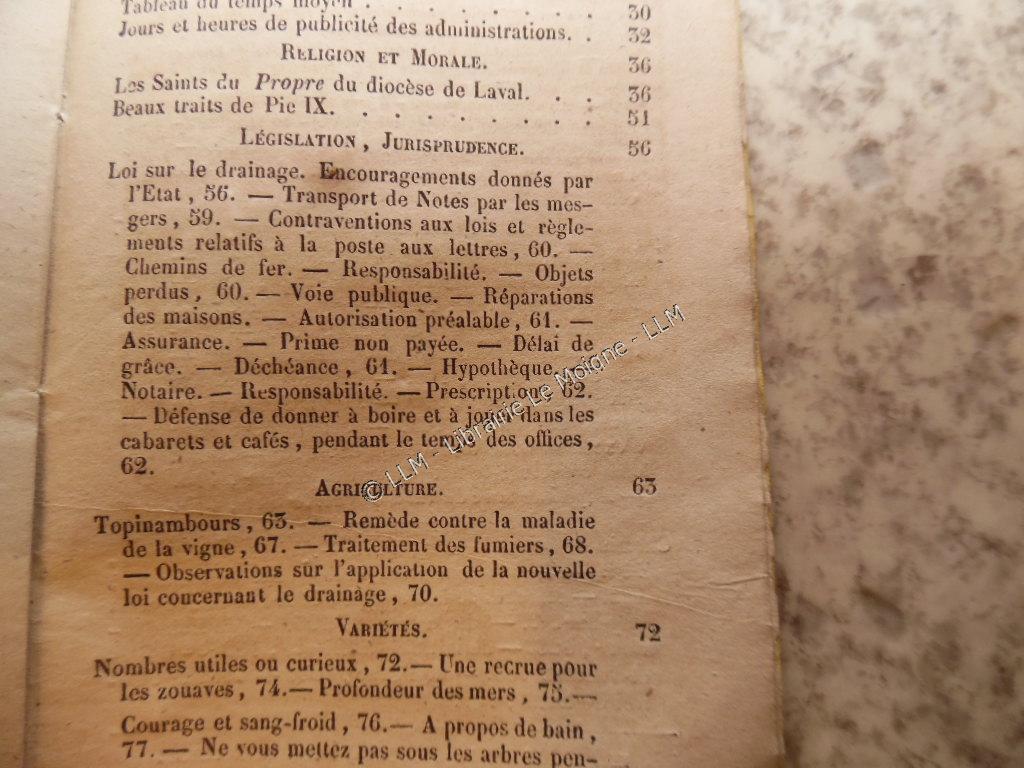 Tableau du temps moyen . . . . . . . . 30
Jours et heures de publicité des administrations. . 32
RELIGION ET MORALE. 36
Les Saints du Propre du diocèse de Laval. . . 36
Beaux traits de Pie IX. . . . . . . . . 51
LÉGISLATION, JURISPRUDENCE. 56
Loi sur le drainage. Encouragements donnés par
l'Etat, 56. — Transport de Notes par les mes-
gers, 59. — Contraventions aux lois et règle-
ments relatifs à la poste aux lettres, 60. —
Chemins de fer. — Responsabilité. — Objets
perdus, 60. — Voie publique. — Réparations
des maisons. — Autorisation préalable, 61. —
Assurance. — Prime non payée. — Délai de
grâce. — Déchéance, 61. — Hypothèque. —
Notaire. — Responsabilité. — Prescription, 62.
— Défense de donner à boire et à jouer dans les
cabarets et cafés, pendant le temps des offices,
62.
AGRICULTURE. 63
Topinambours, 63. — Remède contre la maladie
de la vigne, 67. — Traitement des fumiers, 68.
— Observations sur l'application de la nouvelle
loi concernant le drainage, 70.
VARIÉTÉS. 72
Nombres utiles ou curieux, 72. — Une recrue pour
les zouaves, 74. — Profondeur des mers, 75. —
Courage et sang-froid, 76. — A propos de bain,
77. — Ne vous mettez pas sous les arbres pen-
© LLM - Librairie Le Moigne - LLM